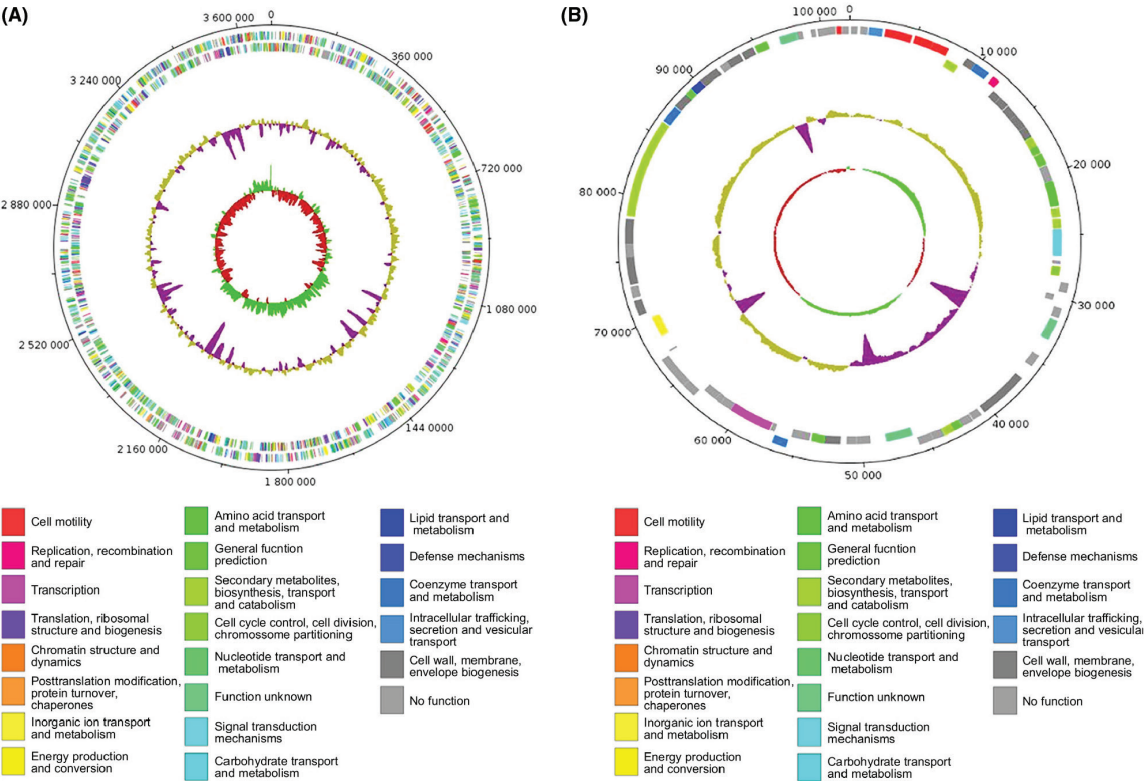 (A)
3 600 000
0
360 000
720 000
1 080 000
144 0000
1 800 000
2 160 000
2 520 000
2 880 000
3 240 000
(B)
100 000
0
10 000
20 000
30 000
40 000
50 000
60 000
70 000
80 000
90 000
Cell motility
Replication, recombination
and repair
Transcription
Translation, ribosomal
structure and biogenesis
Chromatin structure and
dynamics
Posttranslation modification,
protein turnover,
chaperones
Inorganic ion transport
and metabolism
Energy production
and conversion
Amino acid transport
and metabolism
General fucntion
prediction
Secondary metabolites,
biosynthesis, transport
and catabolism
Cell cycle control, cell division,
chromossome partitioning
Nucleotide transport and
metabolism
Function unknown
Signal transduction
mechanisms
Carbohydrate transport
and metabolism
Lipid transport and
metabolism
Defense mechanisms
Coenzyme transport
and metabolism
Intracellular trafficking,
secretion and vesicular
transport
Cell wall, membrane,
envelope biogenesis
No function
Cell motility
Replication, recombination
and repair
Transcription
Translation, ribosomal
structure and biogenesis
Chromatin structure and
dynamics
Posttranslation modification,
protein turnover,
chaperones
Inorganic ion transport
and metabolism
Energy production
and conversion
Amino acid transport
and metabolism
General fucntion
prediction
Secondary metabolites,
biosynthesis, transport
and catabolism
Cell cycle control, cell division,
chromossome partitioning
Nucleotide transport and
metabolism
Function unknown
Signal transduction
mechanisms
Carbohydrate transport
and metabolism
Lipid transport and
metabolism
Defense mechanisms
Coenzyme transport
and metabolism
Intracellular trafficking,
secretion and vesicular
transport
Cell wall, membrane,
envelope biogenesis
No function